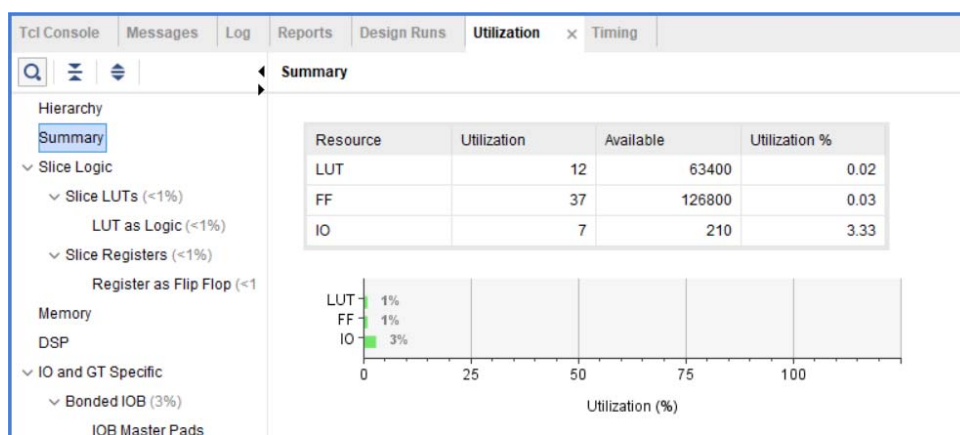 Tcl Console Messages Log Reports Design Runs Utilization × Timing
Summary
Hierarchy
Summary
Slice Logic
Slice LUTs (<1%)
LUT as Logic (<1%)
Slice Registers (<1%)
Register as Flip Flop (<1
Memory
DSP
IO and GT Specific
Bonded IOB (3%)
IOB Master Pads
Resource Utilization Available Utilization %
LUT 12 63400 0.02
FF 37 126800 0.03
IO 7 210 3.33
LUT 1%
FF 1%
IO 3%
0 25 50 75 100
Utilization (%)